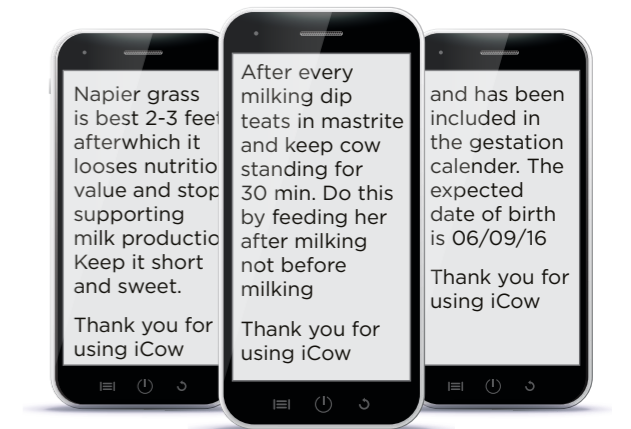 Napier grass
is best 2-3 feet
afterwhich it
looses nutritio
value and stop
supporting
milk productio
Keep it short
and sweet.
Thank you for
using iCow
After every
milking dip
teats in mastrite
and keep cow
standing for
30 min. Do this
by feeding her
after milking
not before
milking
Thank you for
using iCow
and has been
included in
the gestation
calender. The
expected
date of birth
is 06/09/16
Thank you for
using iCow